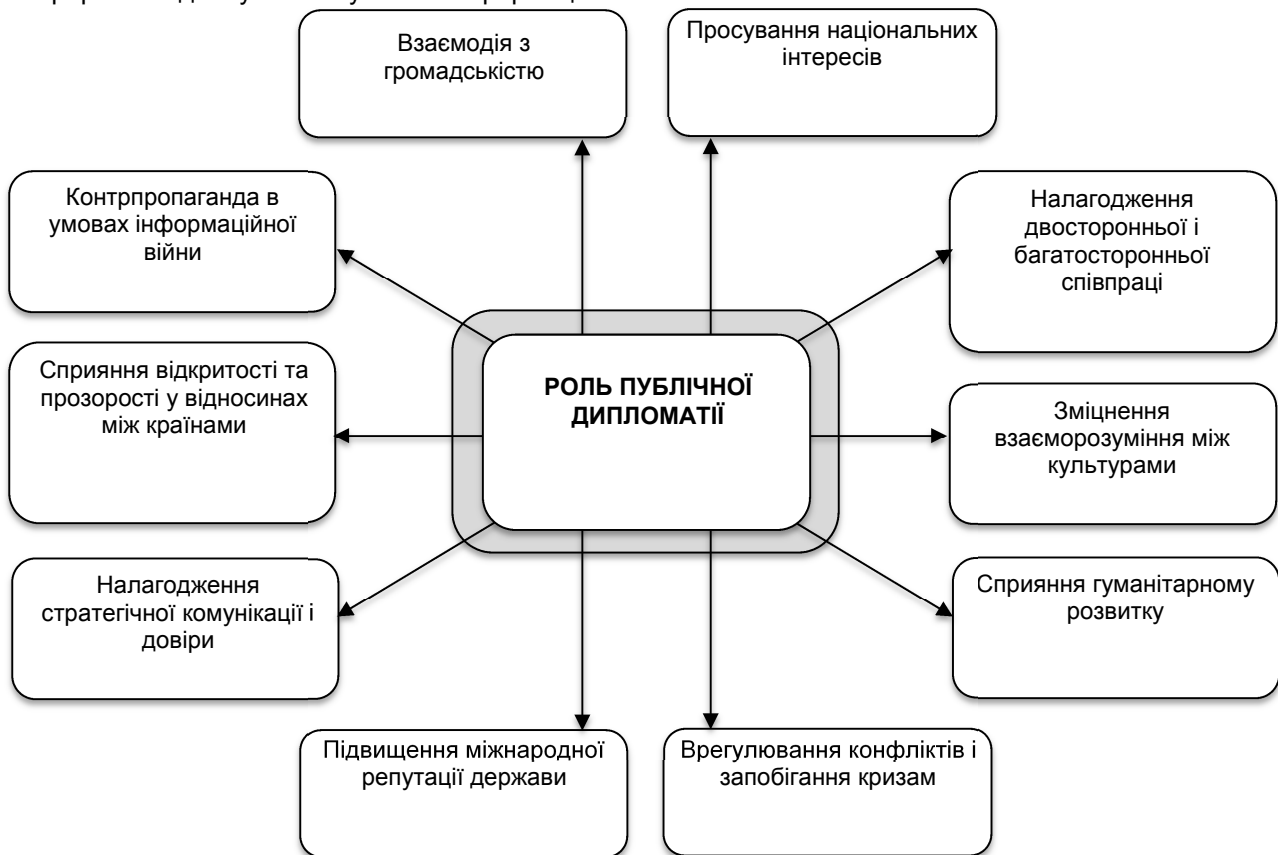 Взаємодія з
громадськістю
Просування національних
інтересів
Контрпропаганда в
умовах інформаційної
війни
Налагодження
двосторонньої і
багатосторонньої
співпраці
РОЛЬ ПУБЛІЧНОЇ
ДИПЛОМАТІЇ
Сприяння відкритості та
прозорості у відносинах
між країнами
Зміцнення
взаєморозуміння між
культурами
Налагодження
стратегічної комунікації і
довіри
Сприяння гуманітарному
розвитку
Підвищення міжнародної
репутації держави
Врегулювання конфліктів і
запобігання кризам